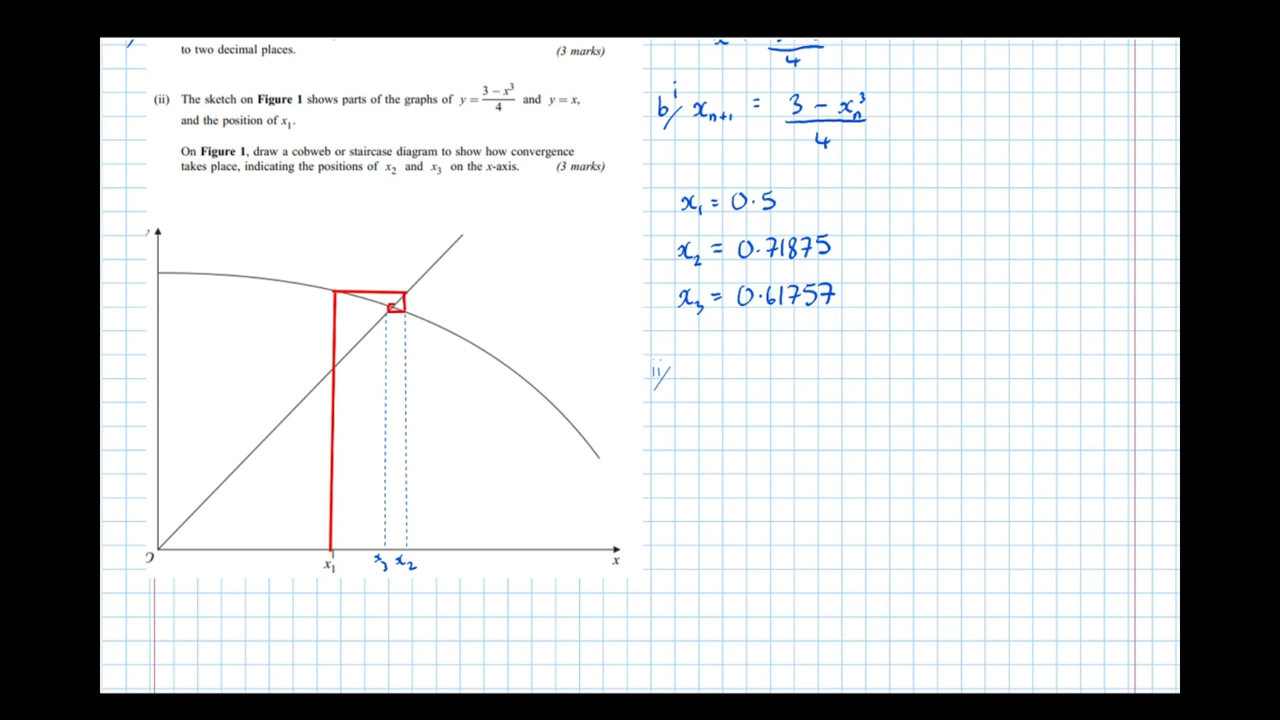 to two decimal places. (3 marks)
(ii) The sketch on Figure 1 shows parts of the graphs of y = (3 − x³)/4 and y = x,
and the position of x₁.
On Figure 1, draw a cobweb or staircase diagram to show how convergence
takes place, indicating the positions of x₂ and x₃ on the x-axis. (3 marks)
O
x₁
x₃ x₂
x
4
b/ i xₙ₊₁ = (3 − xₙ³)/4
x₁ = 0.5
x₂ = 0.71875
x₃ = 0.61757
ii/